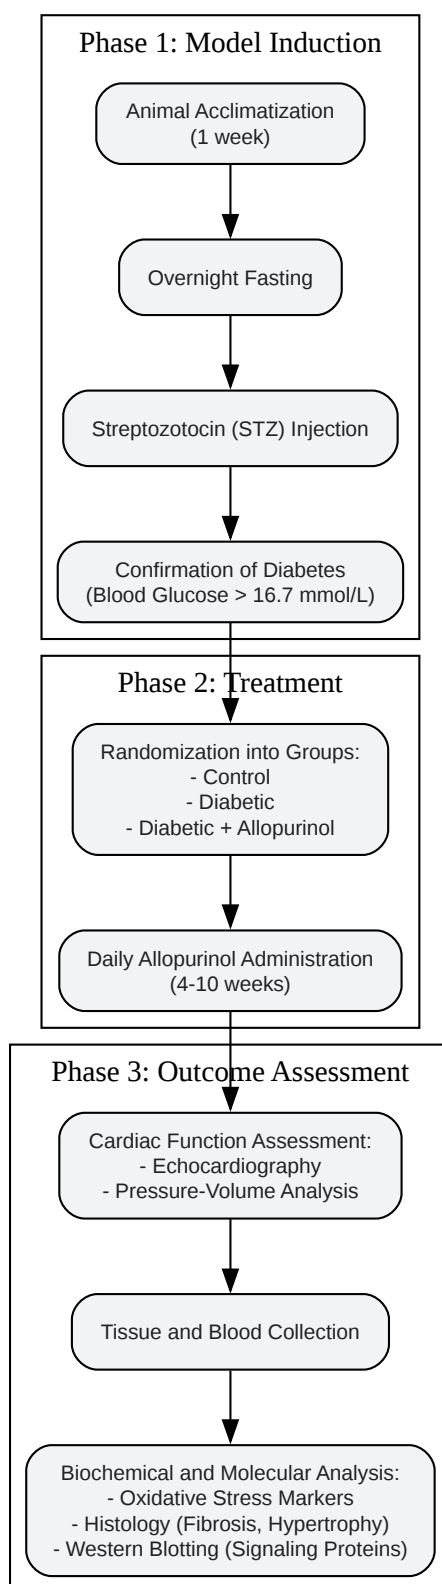 Phase 1: Model Induction
Animal Acclimatization
(1 week)
Overnight Fasting
Streptozotocin (STZ) Injection
Confirmation of Diabetes
(Blood Glucose > 16.7 mmol/L)
Phase 2: Treatment
Randomization into Groups:
- Control
- Diabetic
- Diabetic + Allopurinol
Daily Allopurinol Administration
(4-10 weeks)
Phase 3: Outcome Assessment
Cardiac Function Assessment:
- Echocardiography
- Pressure-Volume Analysis
Tissue and Blood Collection
Biochemical and Molecular Analysis:
- Oxidative Stress Markers
- Histology (Fibrosis, Hypertrophy)
- Western Blotting (Signaling Proteins)